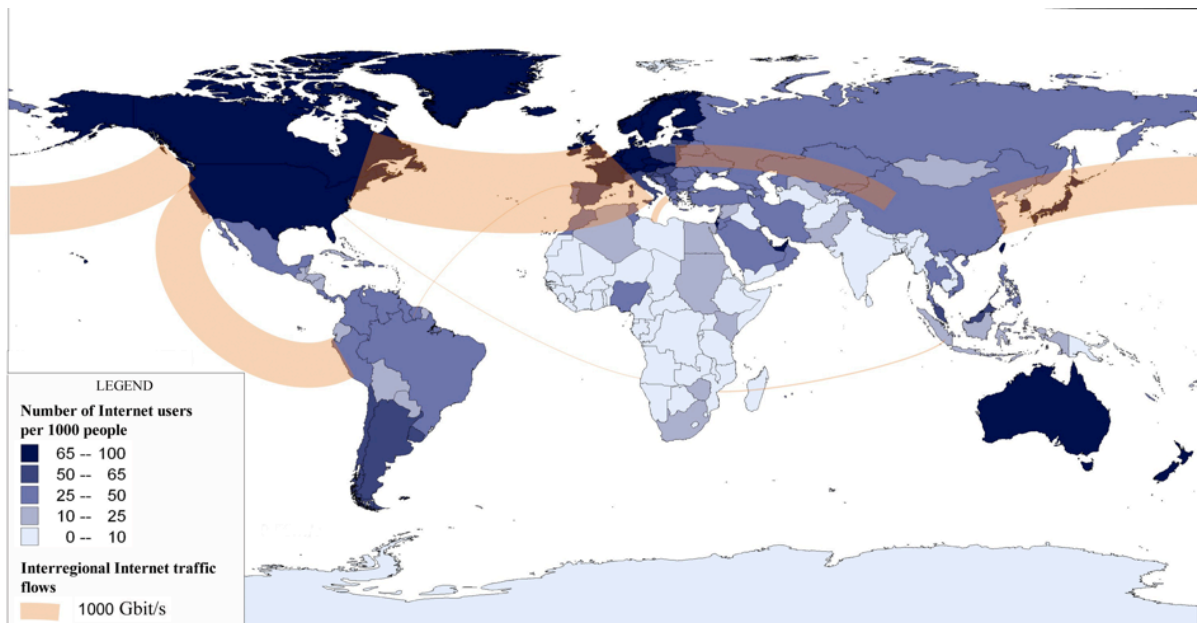 LEGEND
Number of Internet users
per 1000 people
65 -- 100
50 -- 65
25 -- 50
10 -- 25
0 -- 10
Interregional Internet traffic
flows
1000 Gbit/s